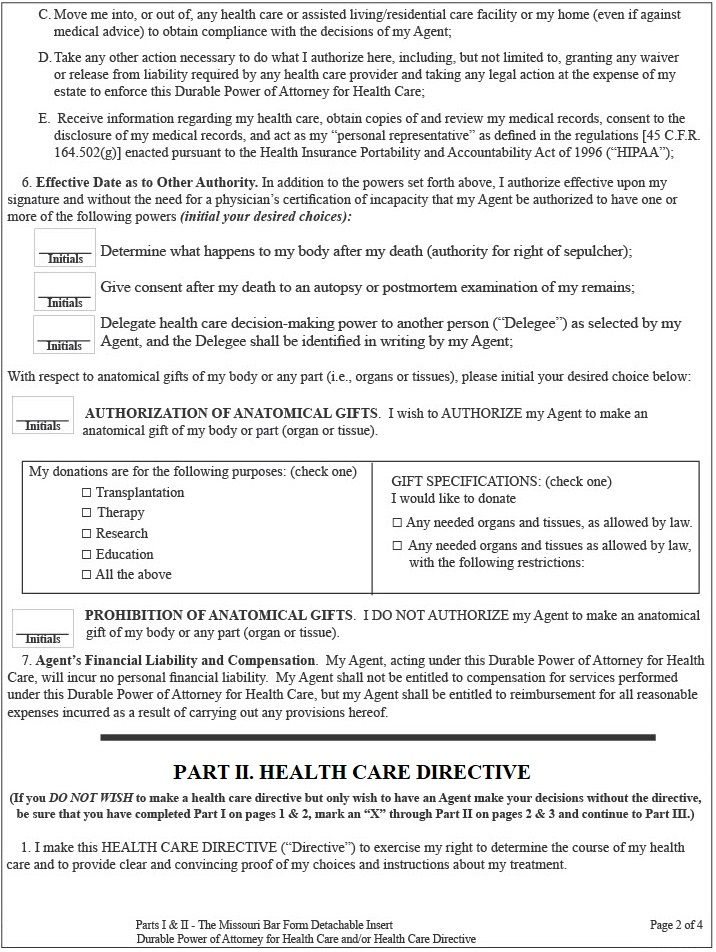 C. Move me into, or out of, any health care or assisted living/residential care facility or my home (even if against
medical advice) to obtain compliance with the decisions of my Agent;
D. Take any other action necessary to do what I authorize here, including, but not limited to, granting any waiver
or release from liability required by any health care provider and taking any legal action at the expense of my
estate to enforce this Durable Power of Attorney for Health Care;
E. Receive information regarding my health care, obtain copies of and review my medical records, consent to the
disclosure of my medical records, and act as my “personal representative” as defined in the regulations [45 C.F.R.
164.502(g)] enacted pursuant to the Health Insurance Portability and Accountability Act of 1996 (“HIPAA”);
6. Effective Date as to Other Authority. In addition to the powers set forth above, I authorize effective upon my
signature and without the need for a physician’s certification of incapacity that my Agent be authorized to have one or
more of the following powers (initial your desired choices):
Initials
Determine what happens to my body after my death (authority for right of sepulcher);
Initials
Give consent after my death to an autopsy or postmortem examination of my remains;
Initials
Delegate health care decision-making power to another person (“Delegee”) as selected by my
Agent, and the Delegee shall be identified in writing by my Agent;
With respect to anatomical gifts of my body or any part (i.e., organs or tissues), please initial your desired choice below:
Initials
AUTHORIZATION OF ANATOMICAL GIFTS. I wish to AUTHORIZE my Agent to make an
anatomical gift of my body or part (organ or tissue).
My donations are for the following purposes: (check one)
☐ Transplantation
☐ Therapy
☐ Research
☐ Education
☐ All the above
GIFT SPECIFICATIONS: (check one)
I would like to donate
☐ Any needed organs and tissues, as allowed by law.
☐ Any needed organs and tissues as allowed by law,
with the following restrictions:
Initials
PROHIBITION OF ANATOMICAL GIFTS. I DO NOT AUTHORIZE my Agent to make an anatomical
gift of my body or any part (organ or tissue).
7. Agent’s Financial Liability and Compensation. My Agent, acting under this Durable Power of Attorney for Health
Care, will incur no personal financial liability. My Agent shall not be entitled to compensation for services performed
under this Durable Power of Attorney for Health Care, but my Agent shall be entitled to reimbursement for all reasonable
expenses incurred as a result of carrying out any provisions hereof.
PART II. HEALTH CARE DIRECTIVE
(If you DO NOT WISH to make a health care directive but only wish to have an Agent make your decisions without the directive,
be sure that you have completed Part I on pages 1 & 2, mark an “X” through Part II on pages 2 & 3 and continue to Part III.)
1. I make this HEALTH CARE DIRECTIVE (“Directive”) to exercise my right to determine the course of my health
care and to provide clear and convincing proof of my choices and instructions about my treatment.
Parts I & II - The Missouri Bar Form Detachable Insert
Durable Power of Attorney for Health Care and/or Health Care Directive
Page 2 of 4